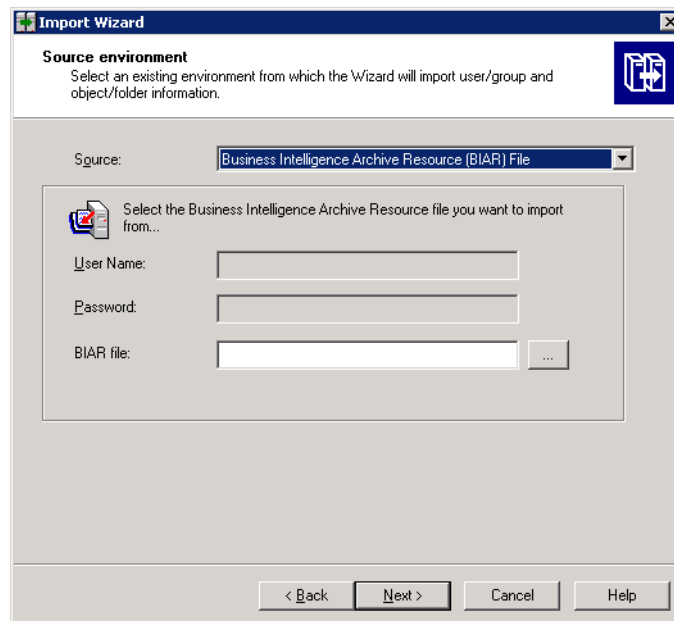 Import Wizard
Source environment
Select an existing environment from which the Wizard will import user/group and
object/folder information.
Source:
Business Intelligence Archive Resource (BIAR) File
Select the Business Intelligence Archive Resource file you want to import
from...
User Name:
Password:
BIAR file:
...
< Back
Next >
Cancel
Help